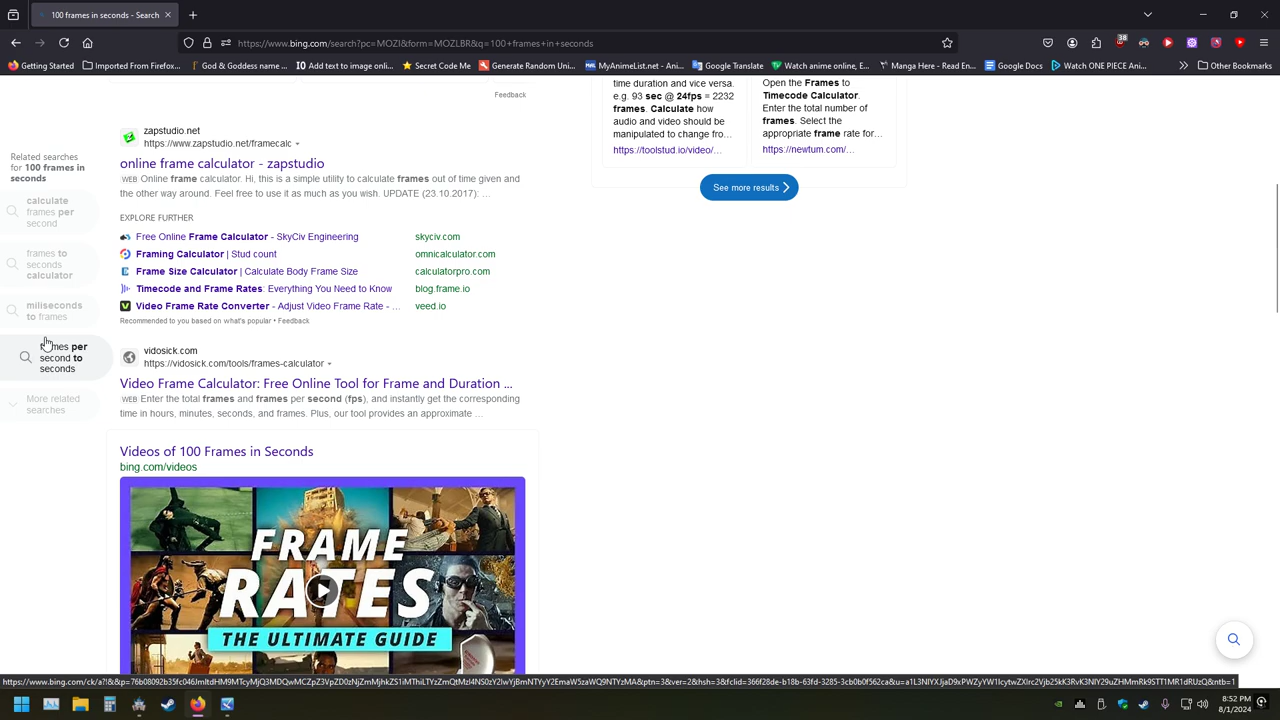 100 frames in seconds - Search
https://www.bing.com/search?pc=MOZI&form=MOZLBR&q=100+frames+in+seconds
38
Getting Started
Imported From Firefox...
God & Goddess name ...
Add text to image onli...
Secret Code Me
Generate Random Uni...
MyAnimeList.net - Ani...
Google Translate
Watch anime online, E...
Manga Here - Read En...
Google Docs
Watch ONE PIECE Ani...
Other Bookmarks
Related searches
for 100 frames in
seconds
calculate
frames per
second
frames to
seconds
calculator
miliseconds
to frames
frames per
second to
seconds
More related
searches
Feedback
zapstudio.net
https://www.zapstudio.net/framecalc
online frame calculator - zapstudio
WEB Online frame calculator. Hi, this is a simple utility to calculate frames out of time given and
the other way around. Feel free to use it as much as you wish. UPDATE (23.10.2017): ...
EXPLORE FURTHER
Free Online Frame Calculator - SkyCiv Engineering skyciv.com
Framing Calculator | Stud count omnicalculator.com
Frame Size Calculator | Calculate Body Frame Size calculatorpro.com
Timecode and Frame Rates: Everything You Need to Know blog.frame.io
Video Frame Rate Converter - Adjust Video Frame Rate - ... veed.io
Recommended to you based on what's popular • Feedback
vidosick.com
https://vidosick.com/tools/frames-calculator
Video Frame Calculator: Free Online Tool for Frame and Duration ...
WEB Enter the total frames and frames per second (fps), and instantly get the corresponding
time in hours, minutes, seconds, and frames. Plus, our tool provides an approximate ...
Videos of 100 Frames in Seconds
bing.com/videos
FRAME
RATES
THE ULTIMATE GUIDE
time duration and vice versa.
e.g. 93 sec @ 24fps = 2232
frames. Calculate how
audio and video should be
manipulated to change fro...
https://toolstud.io/video/...
Open the Frames to
Timecode Calculator.
Enter the total number of
frames. Select the
appropriate frame rate for...
https://newtum.com/...
See more results
8:52 PM
8/1/2024